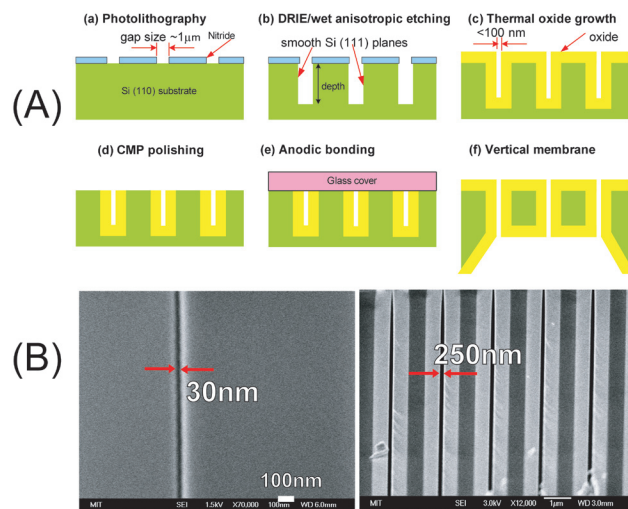 (A)
(a) Photolithography
gap size ~1μm
Nitride
Si (110) substrate
(b) DRIE/wet anisotropic etching
smooth Si (111) planes
depth
(c) Thermal oxide growth
<100 nm
oxide
(d) CMP polishing
(e) Anodic bonding
Glass cover
(f) Vertical membrane
(B)
30nm
100nm
MIT SEI 1.5kV X70,000 100nm WD 6.0mm
250nm
MIT SEI 3.0kV X12,000 1μm WD 3.0mm